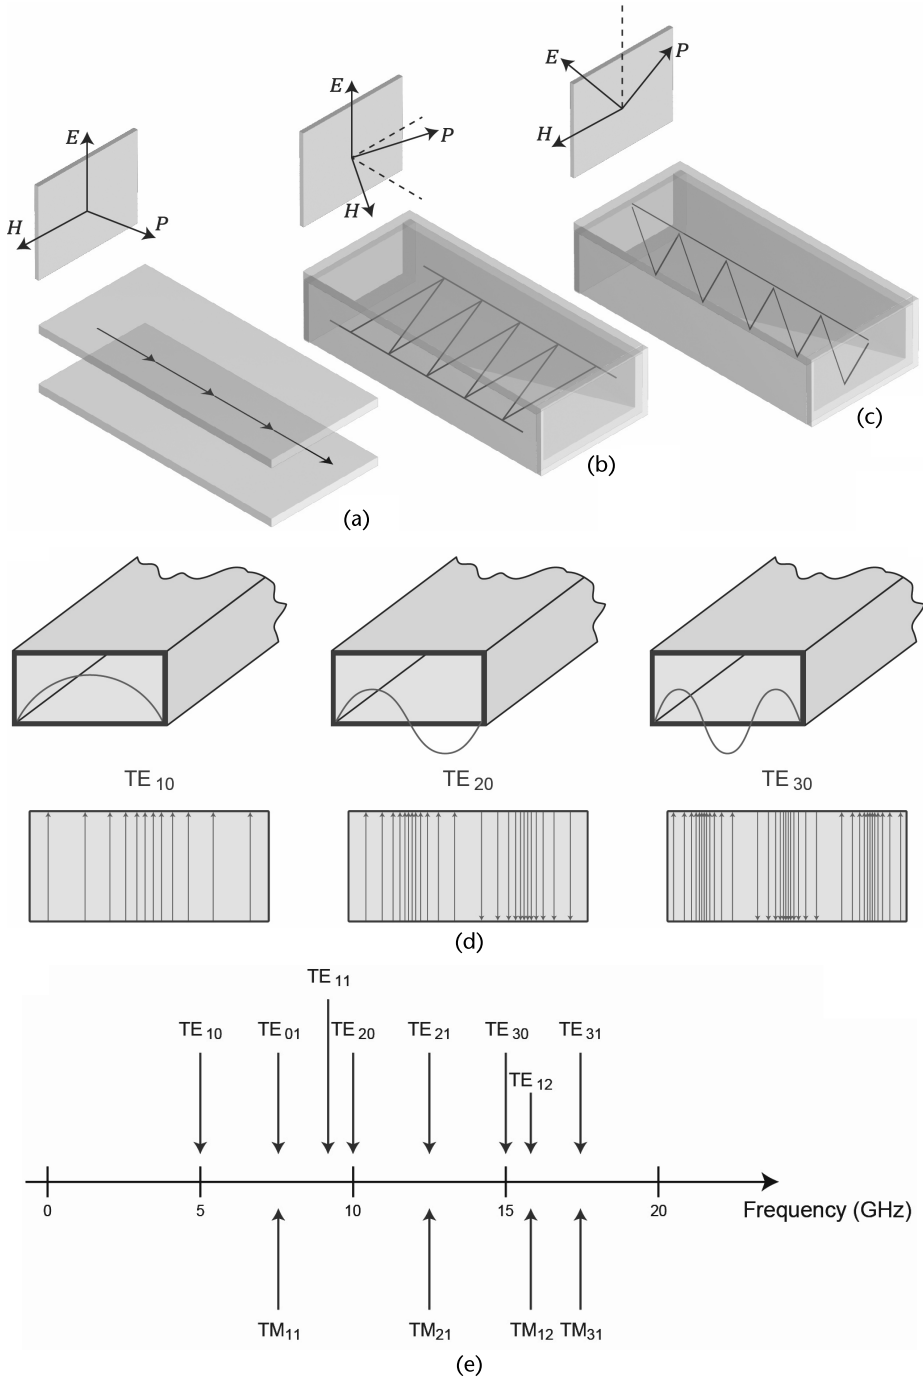 E
P
H
E
P
H
E
P
H
(a)
(b)
(c)
TE 10
TE 20
TE 30
(d)
TE 11
TE 10
TE 01
TE 20
TE 21
TE 30
TE 31
TE 12
0
5
10
15
20
Frequency (GHz)
TM11
TM21
TM12
TM31
(e)